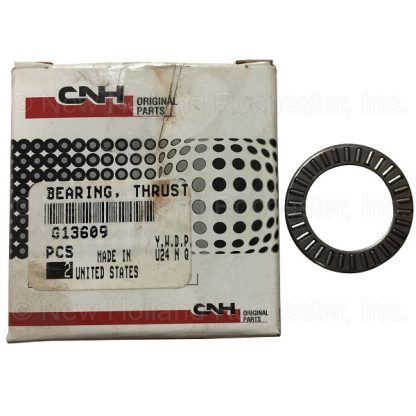 CNH
ORIGINAL
PARTS
© New Holland Rochester, Inc.
BEARING, THRUST
G13609
PCS
MADE IN
Y.W.D.P.
2
UNITED STATES
U24 N Q
CNH
ORIGINAL
PARTS
© New Holland Rochester, Inc.